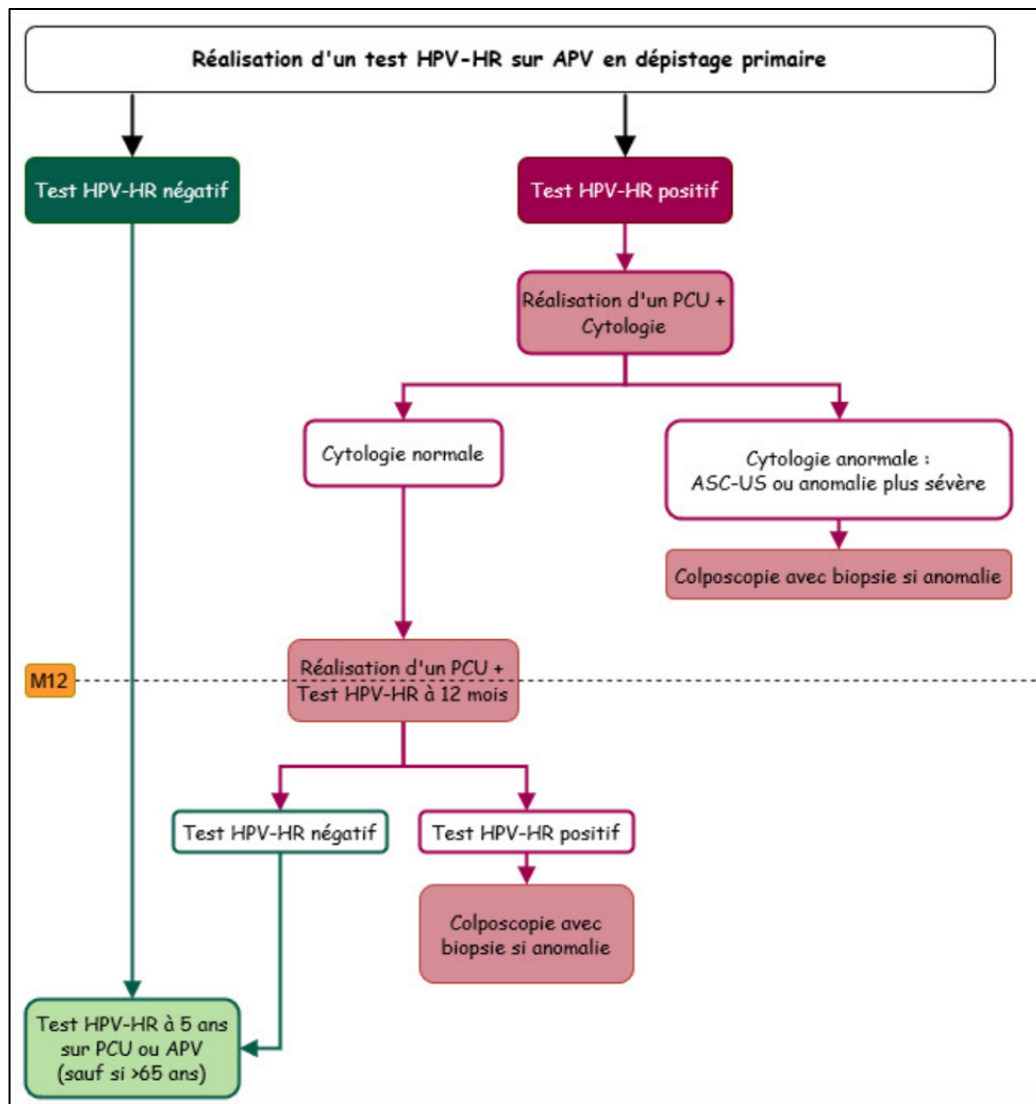 Réalisation d'un test HPV-HR sur APV en dépistage primaire
Test HPV-HR négatif
Test HPV-HR positif
Réalisation d'un PCU +
Cytologie
Cytologie normale
Cytologie anormale :
ASC-US ou anomalie plus sévère
Colposcopie avec biopsie si anomalie
M12
Réalisation d'un PCU +
Test HPV-HR à 12 mois
Test HPV-HR négatif
Test HPV-HR positif
Colposcopie avec
biopsie si anomalie
Test HPV-HR à 5 ans
sur PCU ou APV
(sauf si >65 ans)